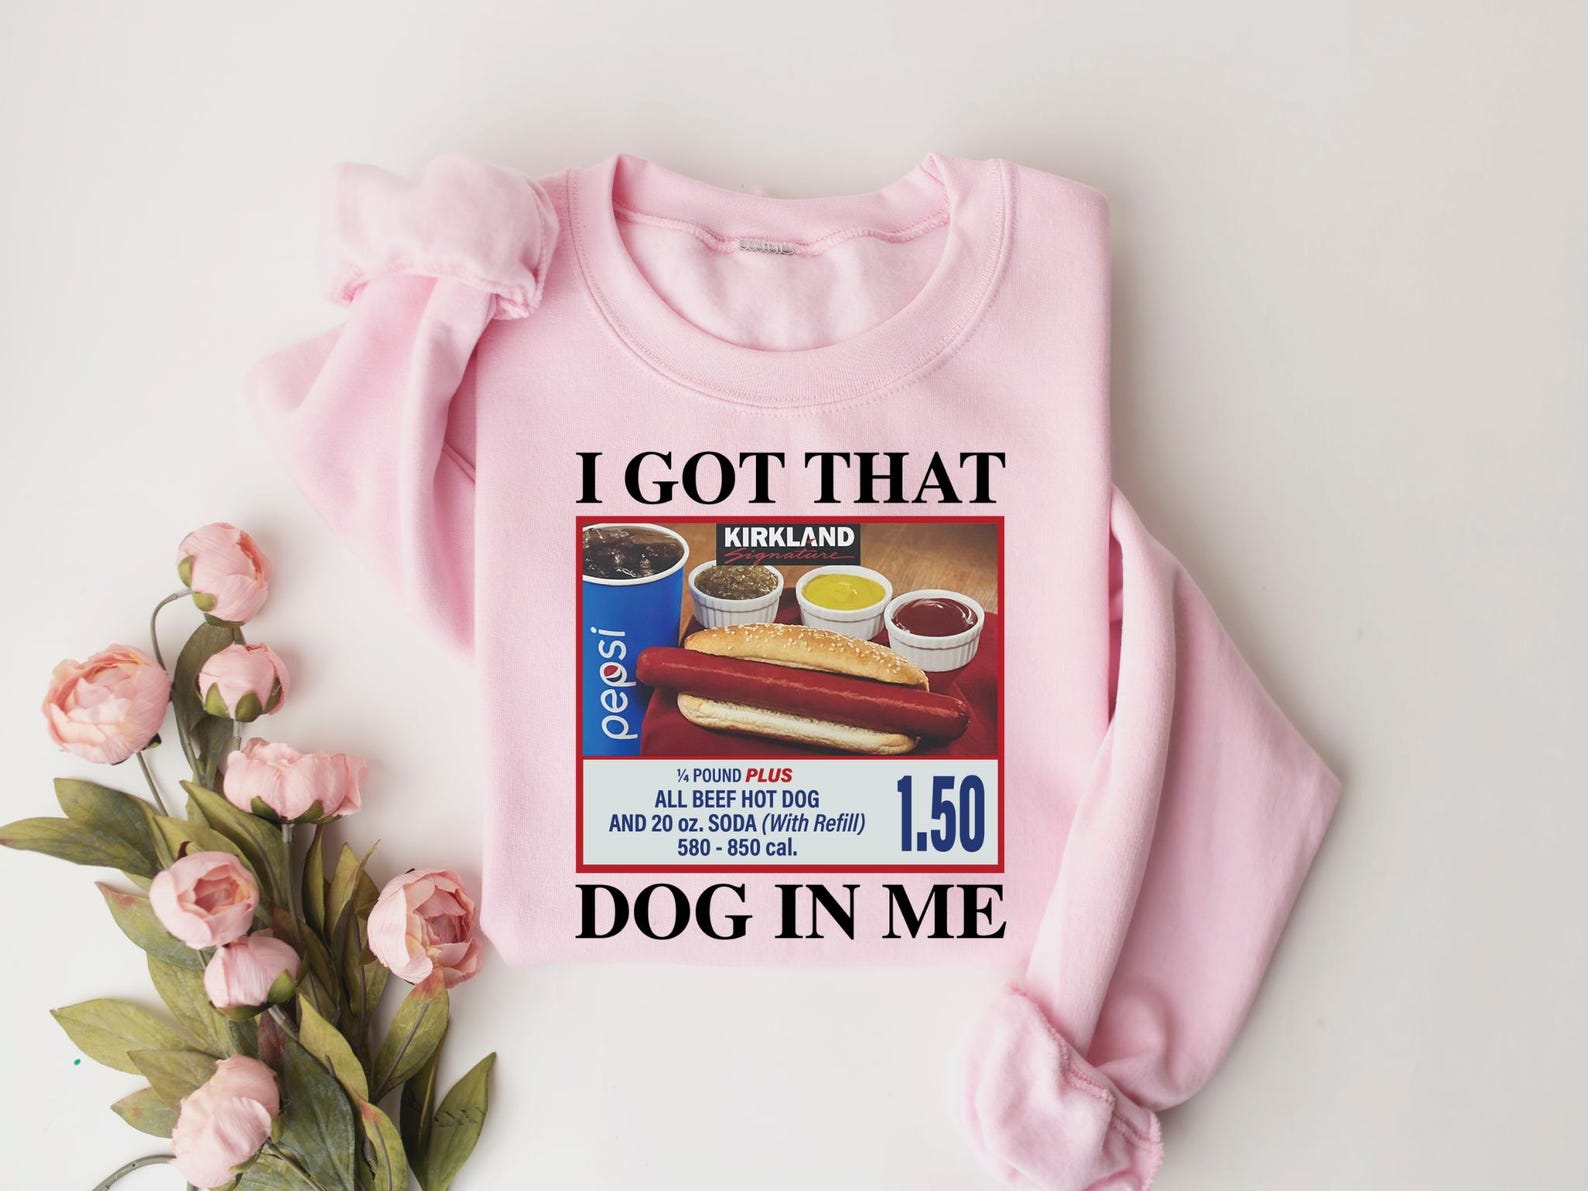 I GOT THAT
KIRKLAND
Signature
pepsi
¼ POUND PLUS
ALL BEEF HOT DOG
AND 20 oz. SODA (With Refill)
580 - 850 cal.
1.50
DOG IN ME